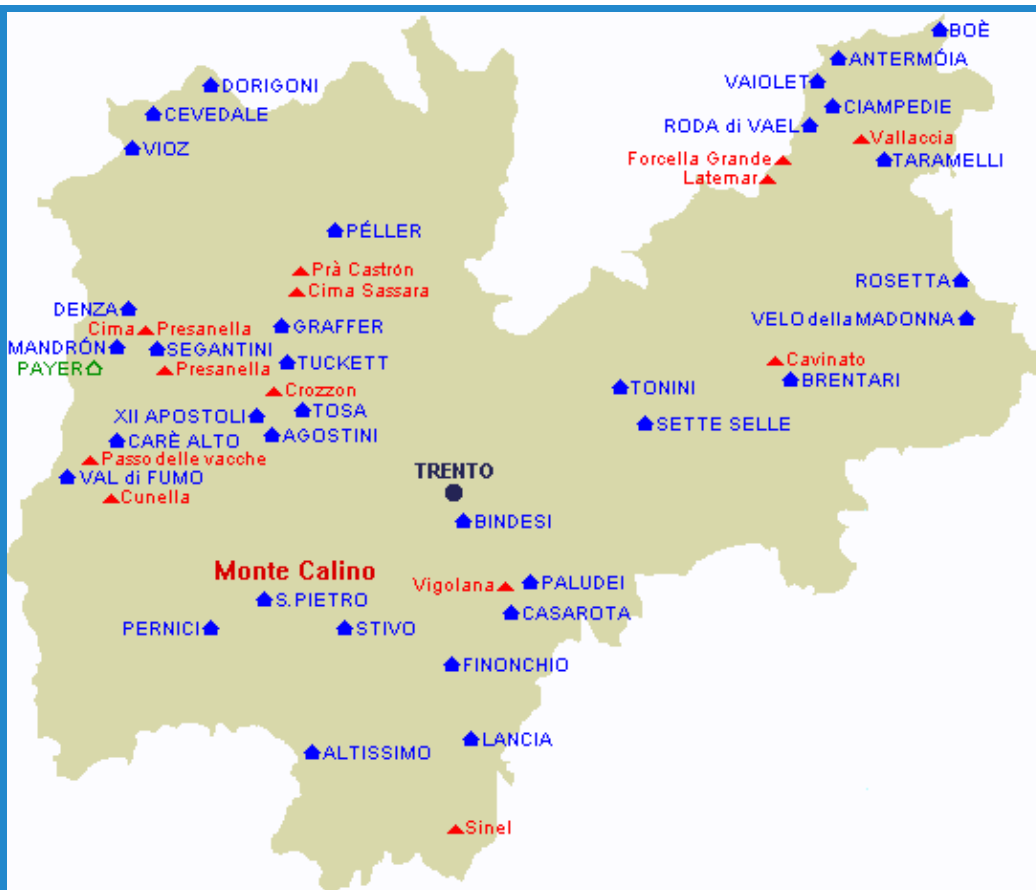 BOÈ
ANTERMÓIA
DORIGONI
VAIOLET
CIAMPEDIE
CEVEDALE
RODA di VAEL
Vallaccia
VIOZ
Forcella Grande
TARAMELLI
Latemar
PÉLLER
Prà Castrón
ROSETTA
Cima Sassara
DENZA
VELO della MADONNA
Cima Presanella
GRAFFER
MANDRÓN
SEGANTINI
TUCKETT
Cavinato
PAYER
Presanella
BRENTARI
TONINI
Crozzon
TOSA
XII APOSTOLI
SETTE SELLE
AGOSTINI
CARÈ ALTO
Passo delle vacche
TRENTO
VAL di FUMO
Cunella
BINDESI
Monte Calino
Vigolana
PALUDEI
S.PIETRO
CASAROTA
PERNICI
STIVO
FINONCHIO
LANCIA
ALTISSIMO
Sinel